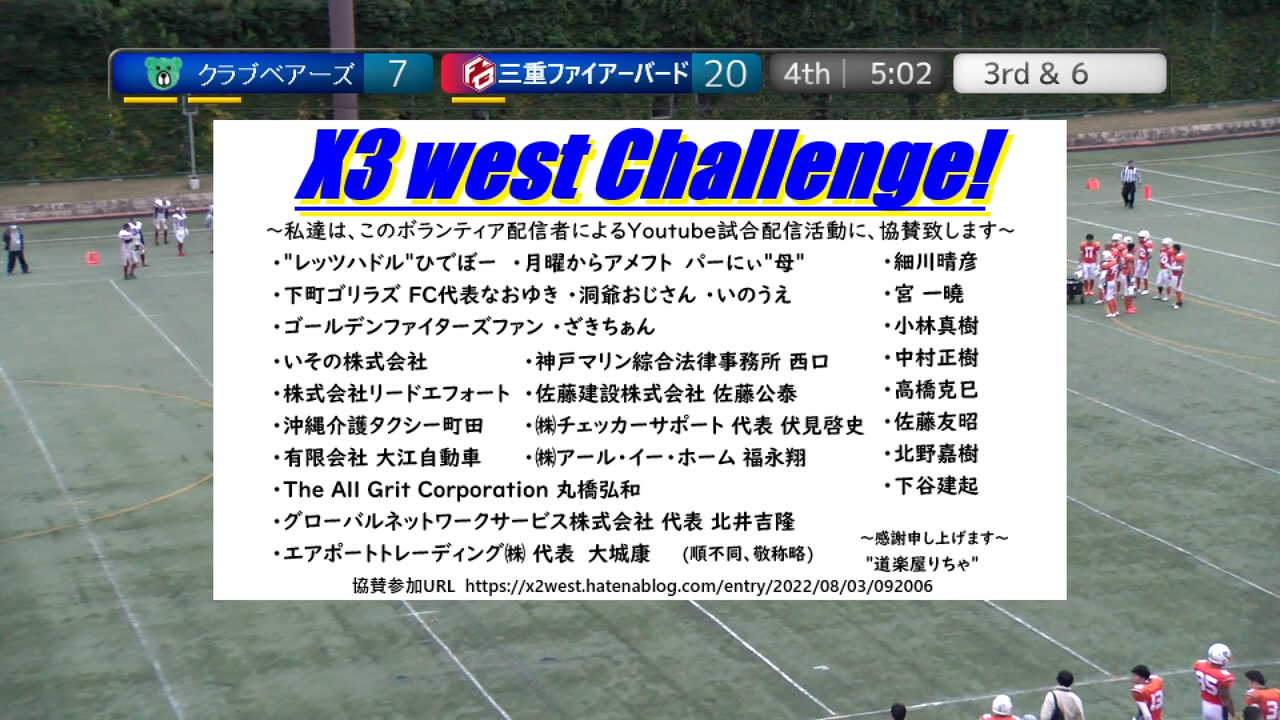 クラブベアーズ 7 三重ファイアーバード 20 4th 5:02 3rd & 6
X3 west Challenge!
～私達は、このボランティア配信者によるYoutube試合配信活動に、協賛致します～
・"レッツハドル"ひでぼー ・月曜からアメフト パーにぃ"母" ・細川晴彦
・下町ゴリラズ FC代表なおゆき ・洞爺おじさん ・いのうえ ・宮 一曉
・ゴールデンファイターズファン ・ざきちぁん ・小林真樹
・いその株式会社 ・神戸マリン綜合法律事務所 西口 ・中村正樹
・株式会社リードエフォート ・佐藤建設株式会社 佐藤公泰 ・高橋克巳
・沖縄介護タクシー町田 ・㈱チェッカーサポート 代表 伏見啓史 ・佐藤友昭
・有限会社 大江自動車 ・㈱アール・イー・ホーム 福永翔 ・北野嘉樹
・The All Grit Corporation 丸橋弘和 ・下谷建起
・グローバルネットワークサービス株式会社 代表 北井吉隆
・エアポートトレーディング㈱ 代表 大城康 (順不同、敬称略)
～感謝申し上げます～
"道楽屋りちゃ"
協賛参加URL https://x2west.hatenablog.com/entry/2022/08/03/092006
85
13